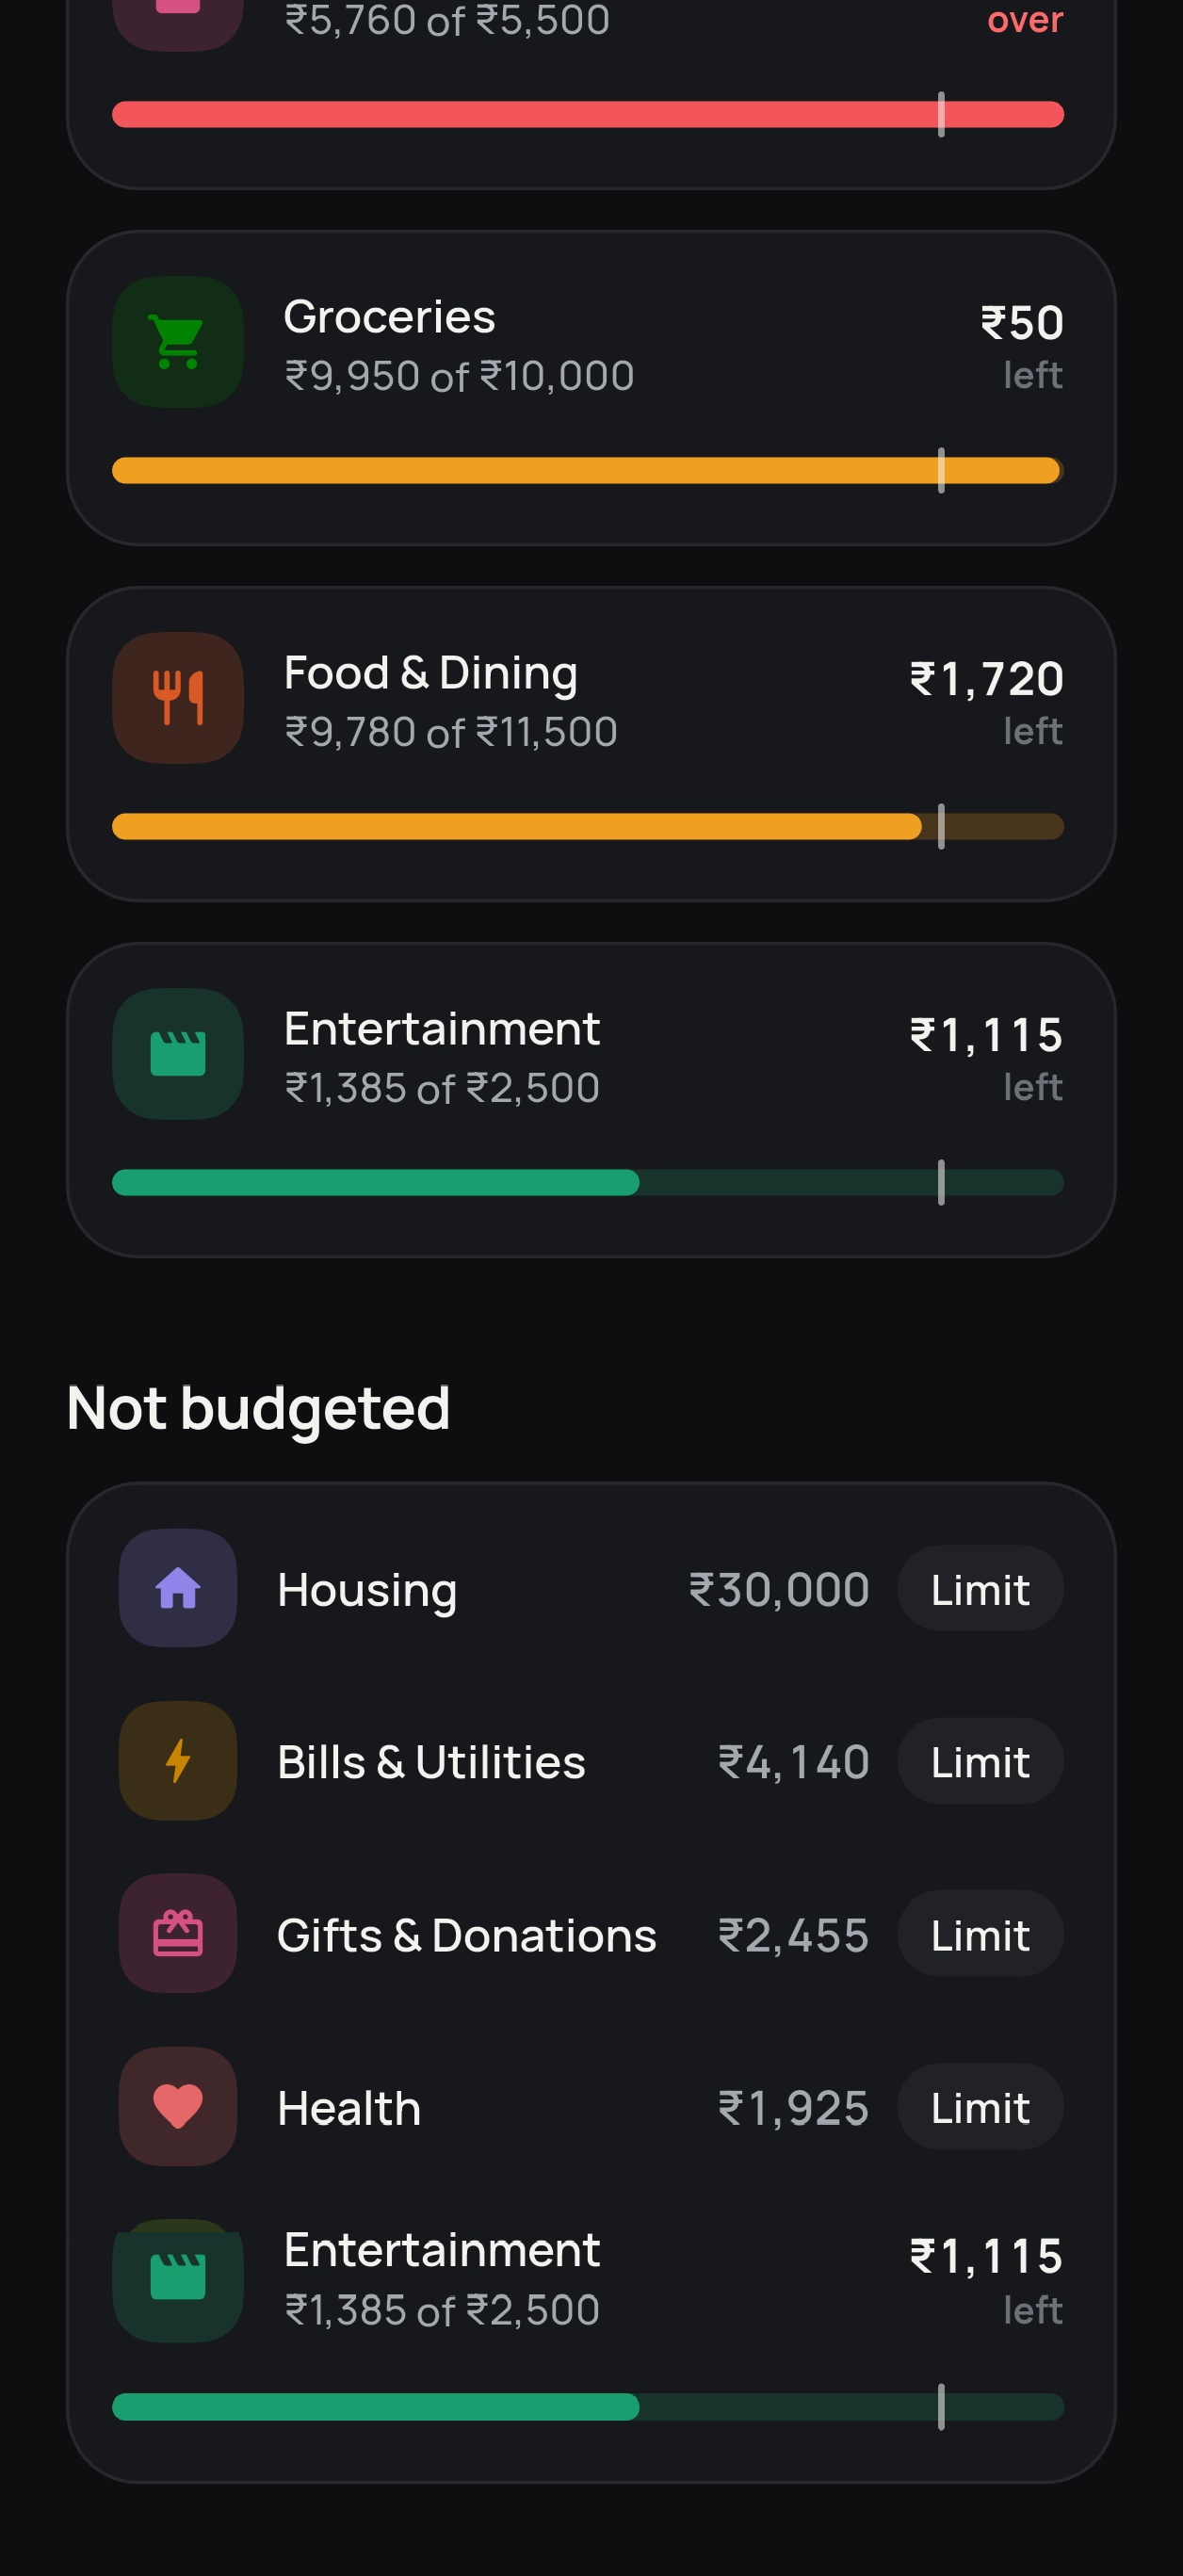 ₹5,760 of ₹5,500
over
Groceries
₹9,950 of ₹10,000
₹50
left
Food & Dining
₹9,780 of ₹11,500
₹1,720
left
Entertainment
₹1,385 of ₹2,500
₹1,115
left
Not budgeted
Housing ₹30,000 Limit
Bills & Utilities ₹4,140 Limit
Gifts & Donations ₹2,455 Limit
Health ₹1,925 Limit
Entertainment
₹1,385 of ₹2,500
₹1,115
left